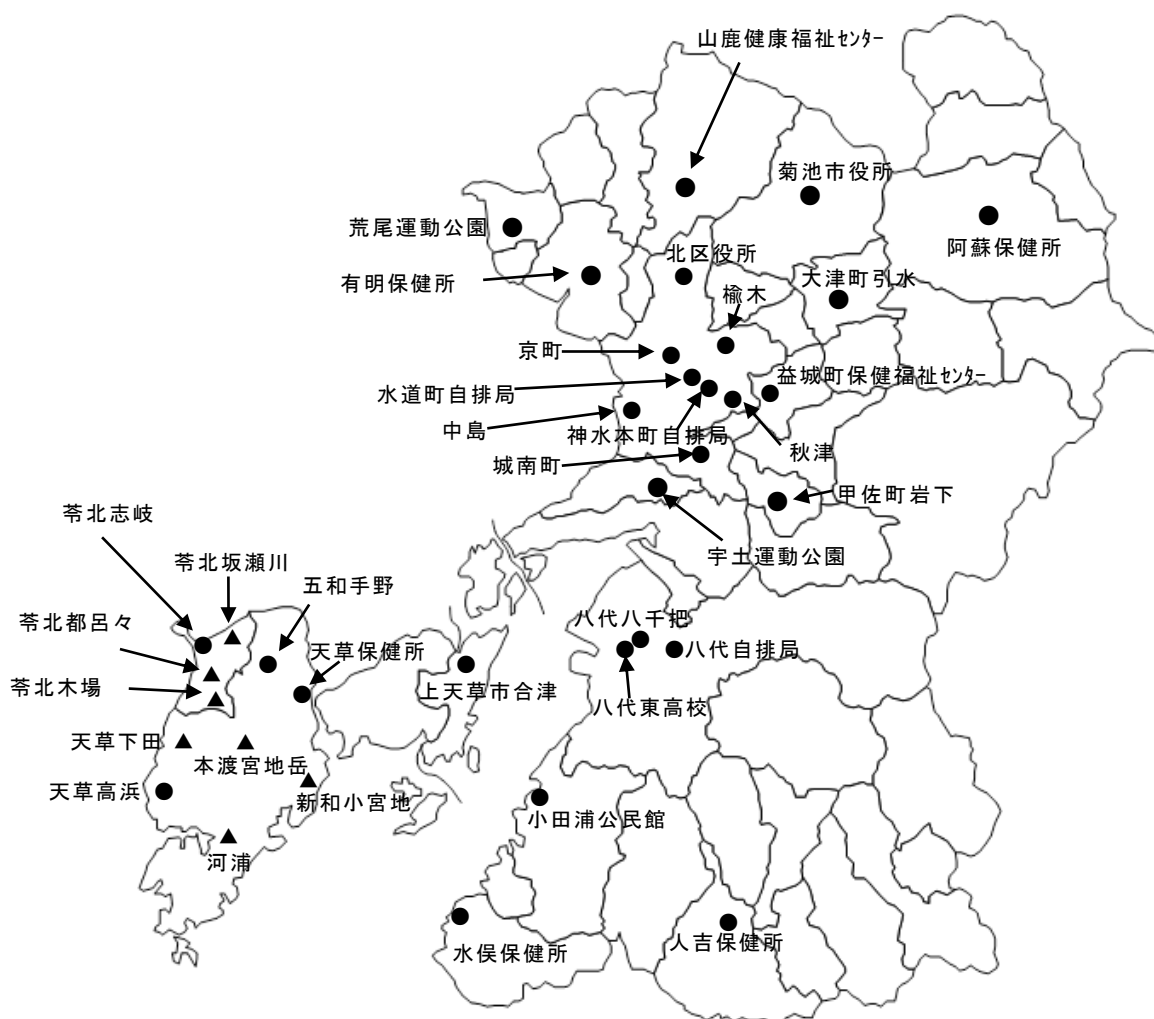 山鹿健康福祉ｾﾝﾀｰ
菊池市役所
荒尾運動公園
阿蘇保健所
北区役所
有明保健所
大津町引水
楡木
京町
益城町保健福祉ｾﾝﾀｰ
水道町自排局
中島
神水本町自排局
秋津
城南町
甲佐町岩下
宇土運動公園
苓北志岐
苓北坂瀬川
五和手野
苓北都呂々
天草保健所
八代八千把
八代自排局
上天草市合津
苓北木場
八代東高校
天草下田
本渡宮地岳
天草高浜
新和小宮地
小田浦公民館
河浦
水俣保健所
人吉保健所